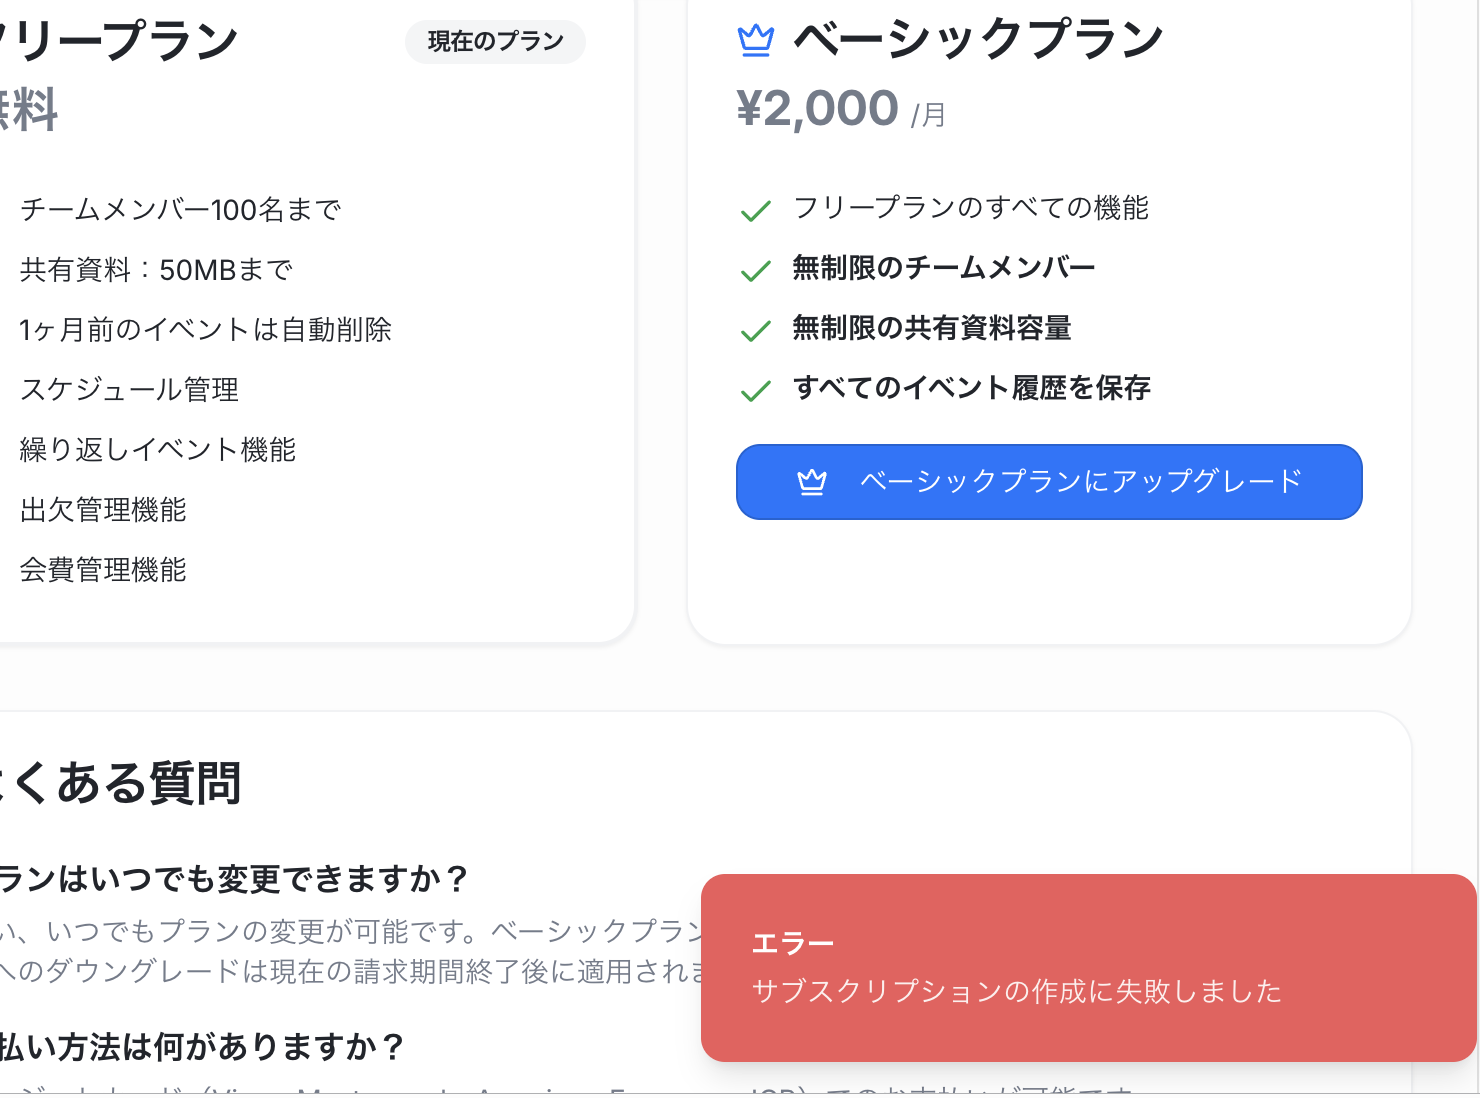 フリープラン
現在のプラン
無料
チームメンバー100名まで
共有資料：50MBまで
1ヶ月前のイベントは自動削除
スケジュール管理
繰り返しイベント機能
出欠管理機能
会費管理機能
ベーシックプラン
¥2,000 /月
フリープランのすべての機能
無制限のチームメンバー
無制限の共有資料容量
すべてのイベント履歴を保存
ベーシックプランにアップグレード
よくある質問
ランはいつでも変更できますか？
い、いつでもプランの変更が可能です。ベーシックプラン
へのダウングレードは現在の請求期間終了後に適用されま
払い方法は何がありますか？
エラー
サブスクリプションの作成に失敗しました